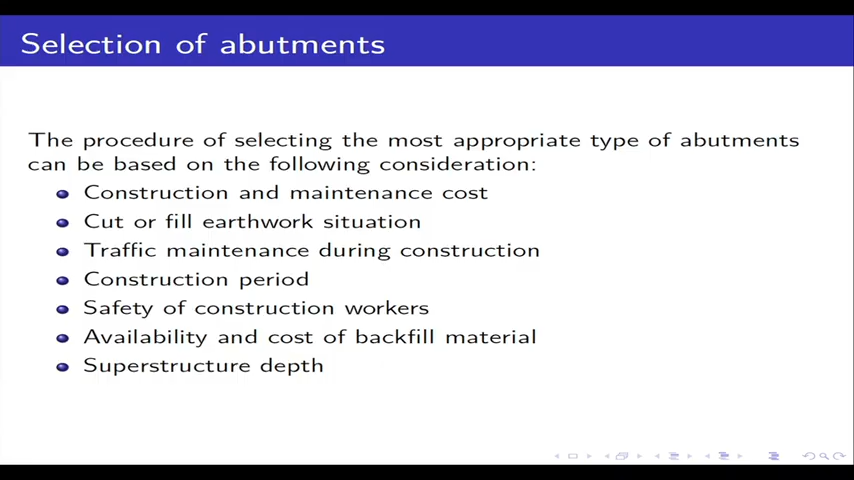 Selection of abutments
The procedure of selecting the most appropriate type of abutments
can be based on the following consideration:
Construction and maintenance cost
Cut or fill earthwork situation
Traffic maintenance during construction
Construction period
Safety of construction workers
Availability and cost of backfill material
Superstructure depth